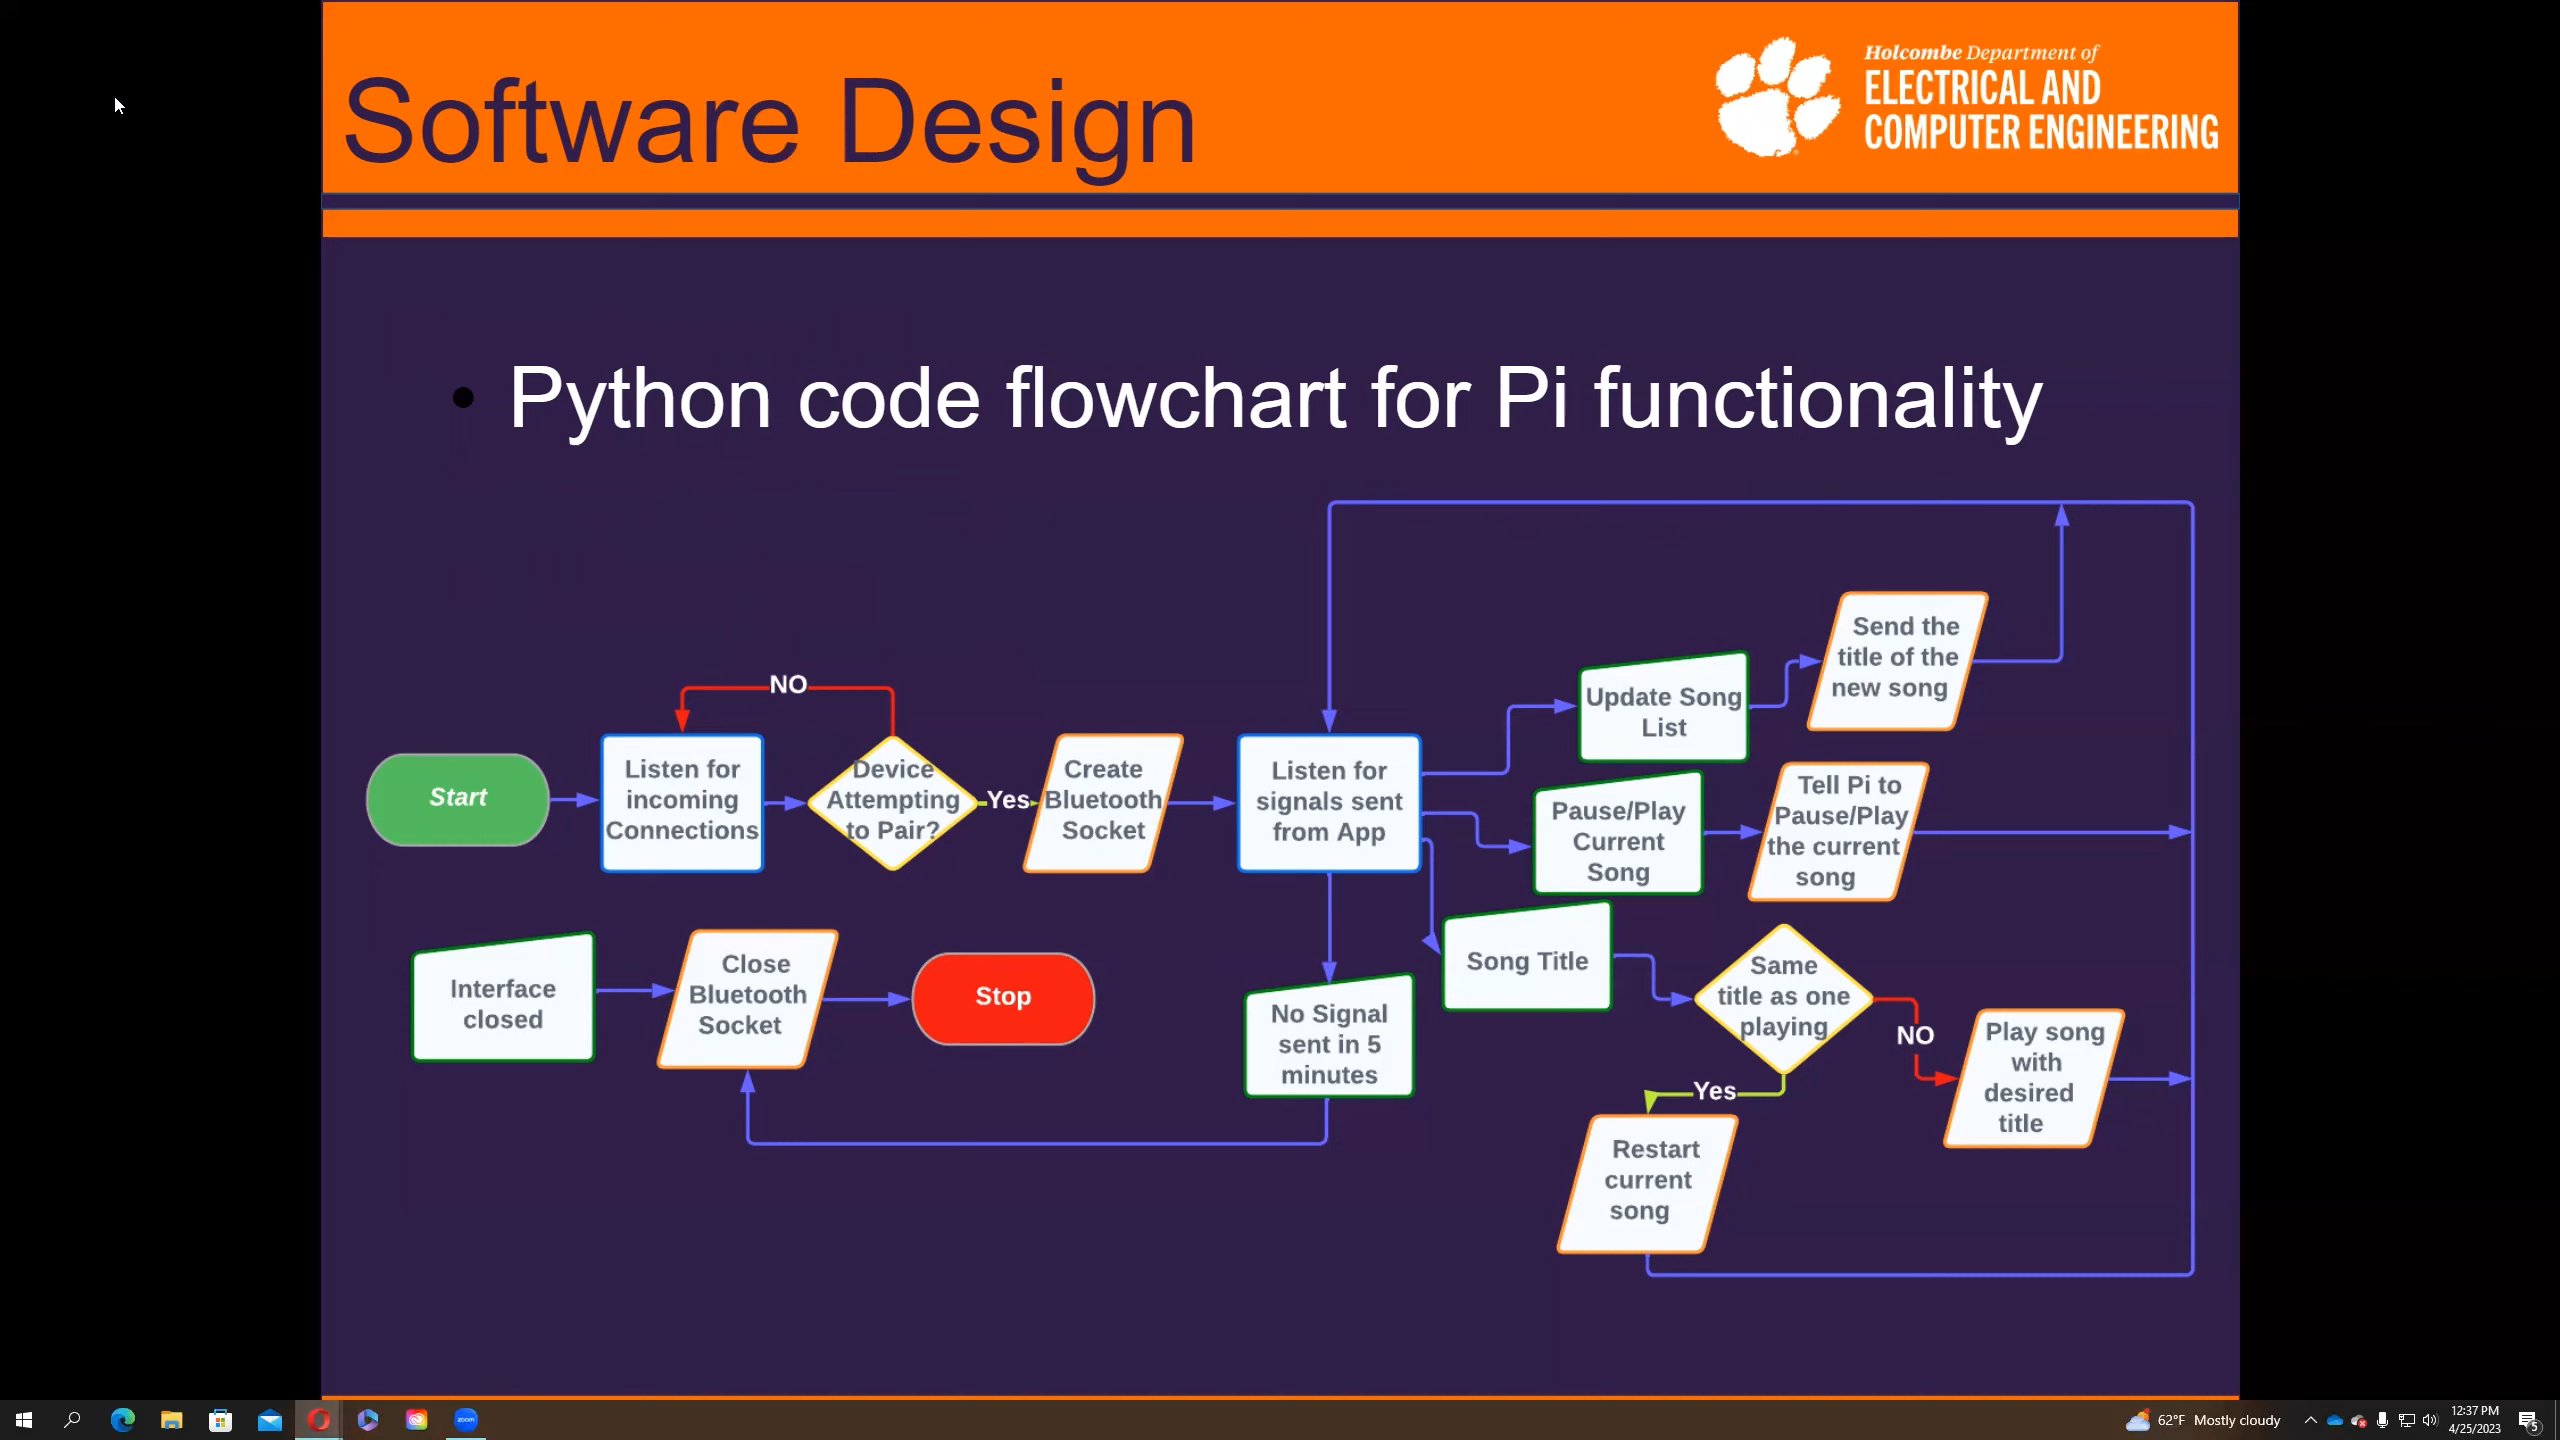 Software Design
Holcombe Department of
ELECTRICAL AND
COMPUTER ENGINEERING
• Python code flowchart for Pi functionality
Start
Listen for
incoming
Connections
NO
Device
Attempting
to Pair?
Yes
Create
Bluetooth
Socket
Listen for
signals sent
from App
Update Song
List
Send the
title of the
new song
Pause/Play
Current
Song
Tell Pi to
Pause/Play
the current
song
Song Title
Same
title as one
playing
NO
Play song
with
desired
title
Yes
Restart
current
song
No Signal
sent in 5
minutes
Interface
closed
Close
Bluetooth
Socket
Stop
zoom
62°F Mostly cloudy
12:37 PM
4/25/2023
5